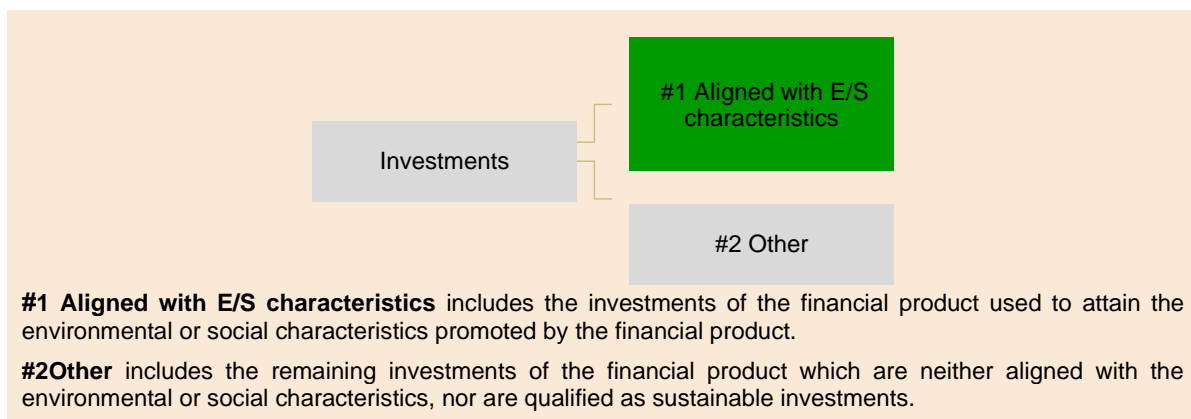 #1 Aligned with E/S
characteristics
Investments
#2 Other
#1 Aligned with E/S characteristics includes the investments of the financial product used to attain the
environmental or social characteristics promoted by the financial product.
#2Other includes the remaining investments of the financial product which are neither aligned with the
environmental or social characteristics, nor are qualified as sustainable investments.